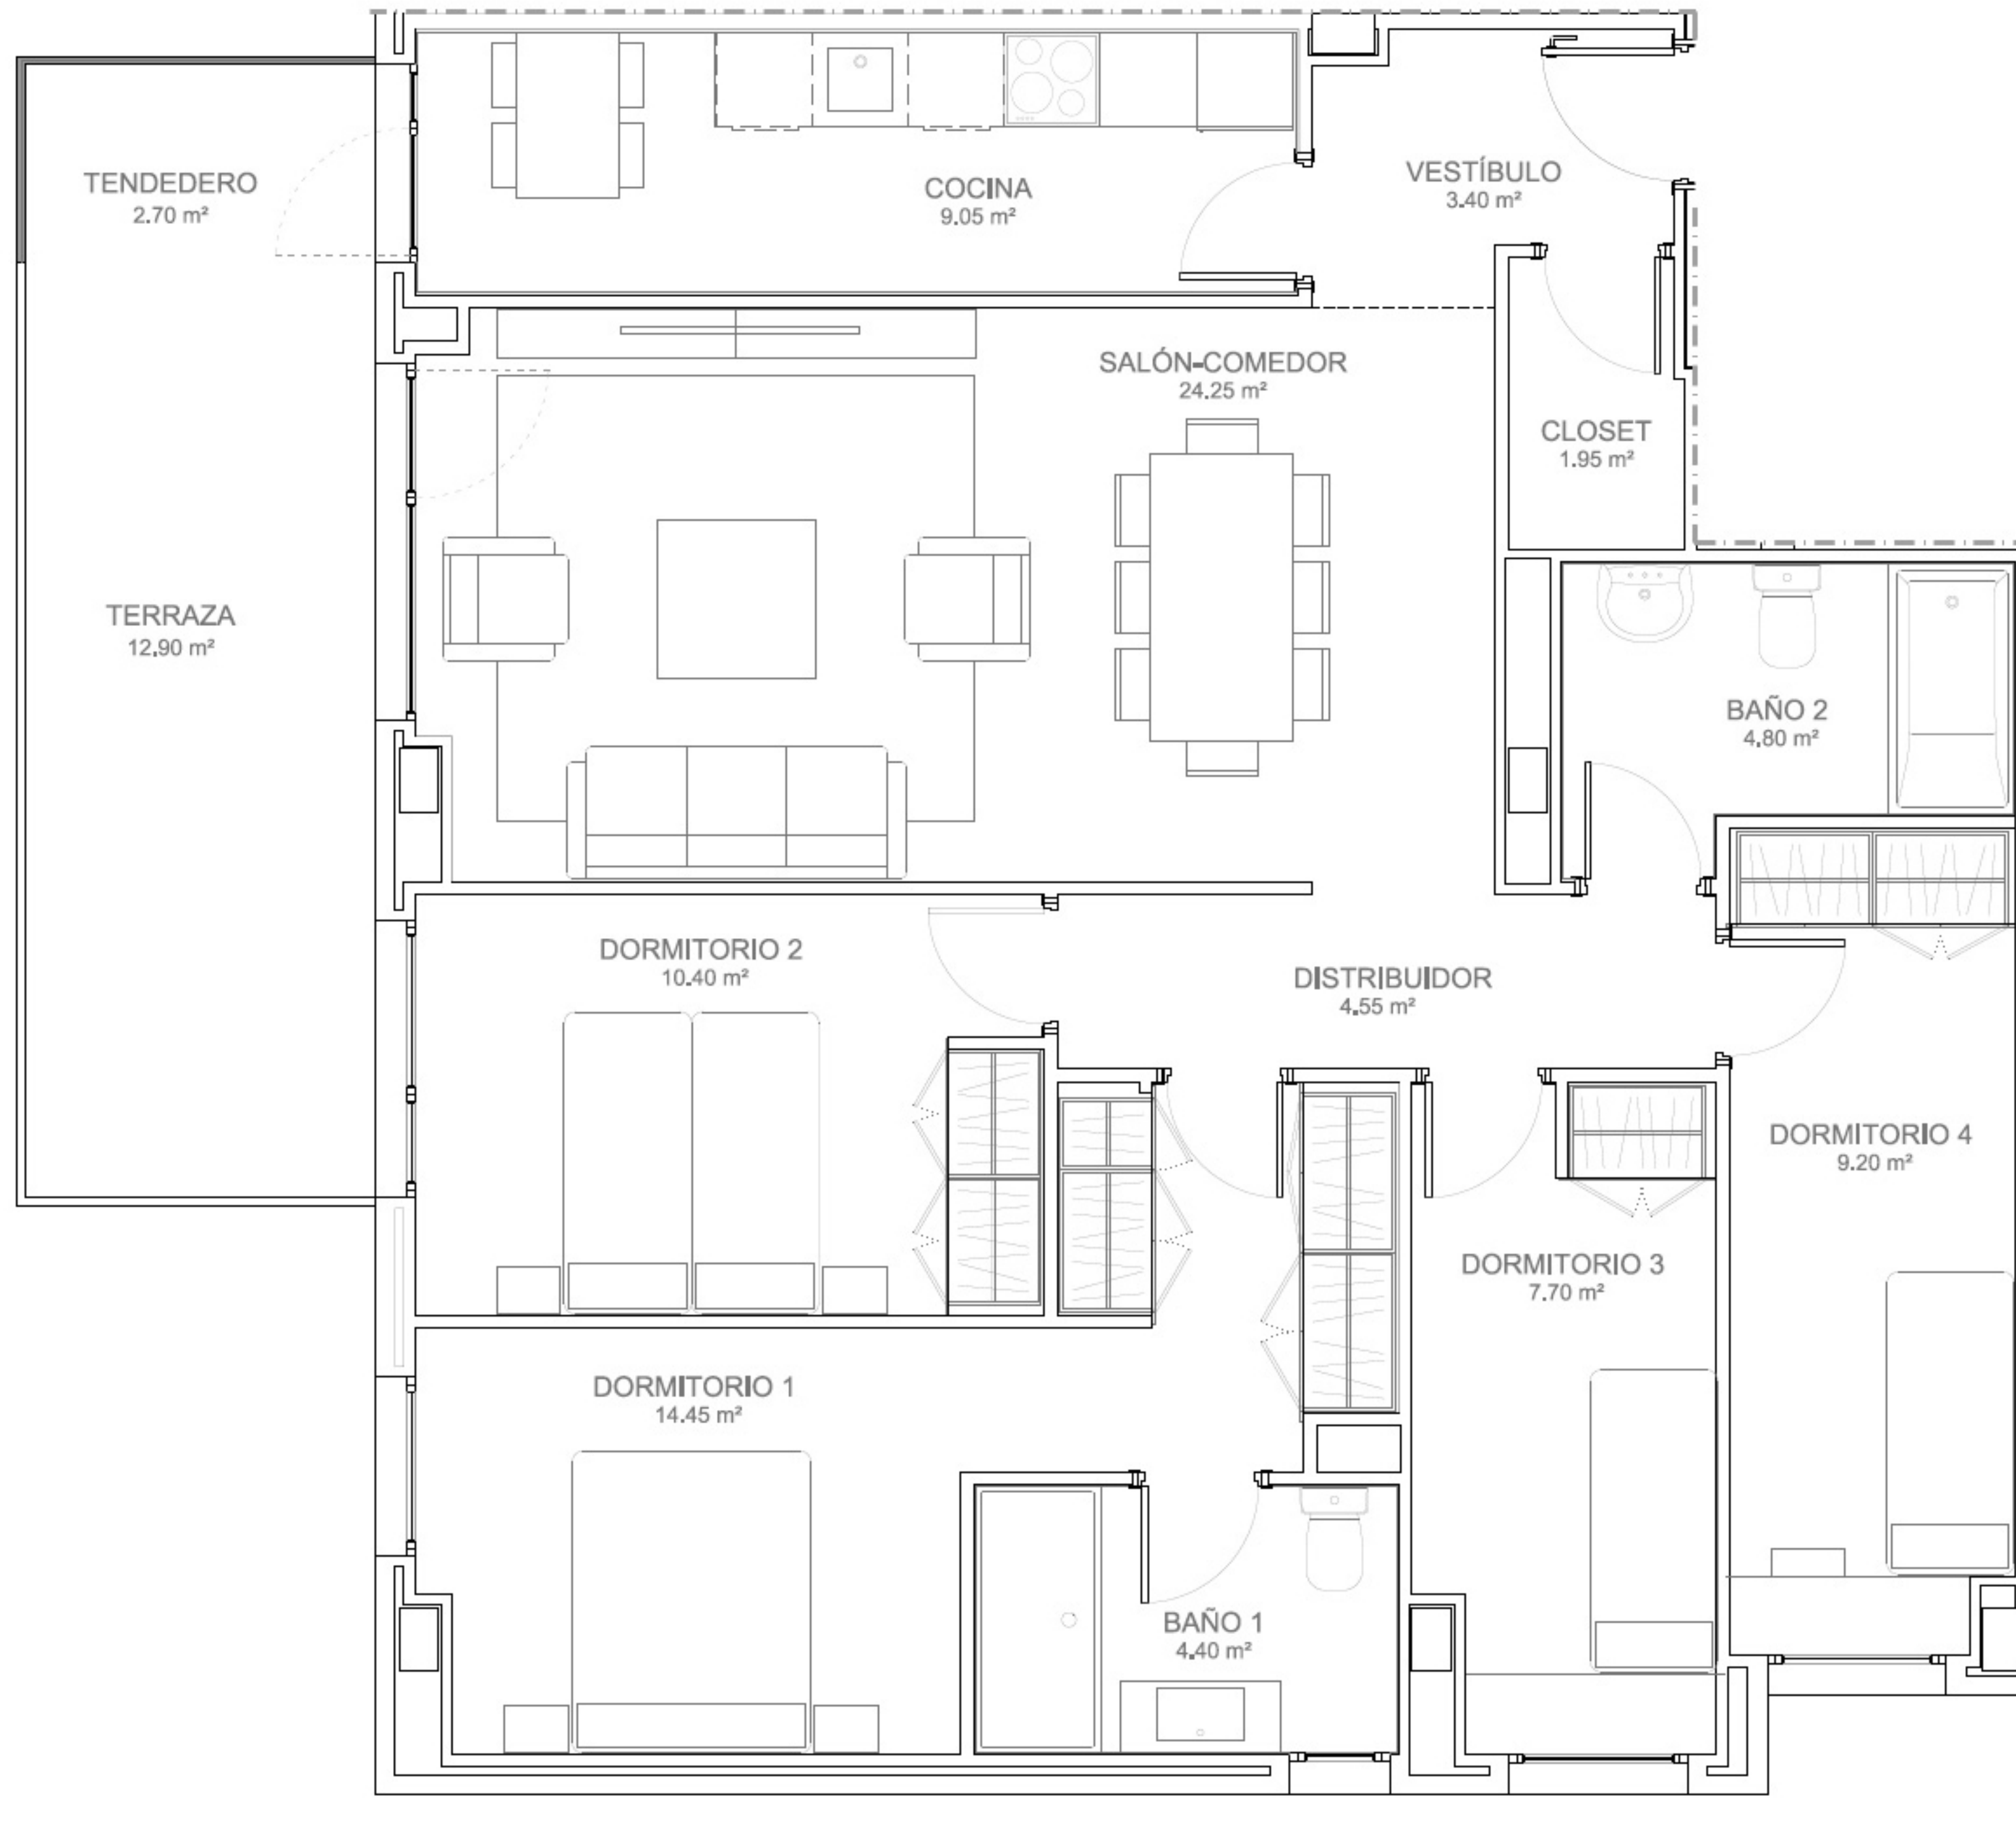 TENDEDERO
2.70 m²
COCINA
9.05 m²
VESTÍBULO
3.40 m²
SALÓN-COMEDOR
24.25 m²
CLOSET
1.95 m²
TERRAZA
12.90 m²
BAÑO 2
4.80 m²
DORMITORIO 2
10.40 m²
DISTRIBUIDOR
4.55 m²
DORMITORIO 4
9.20 m²
DORMITORIO 3
7.70 m²
DORMITORIO 1
14.45 m²
BAÑO 1
4.40 m²